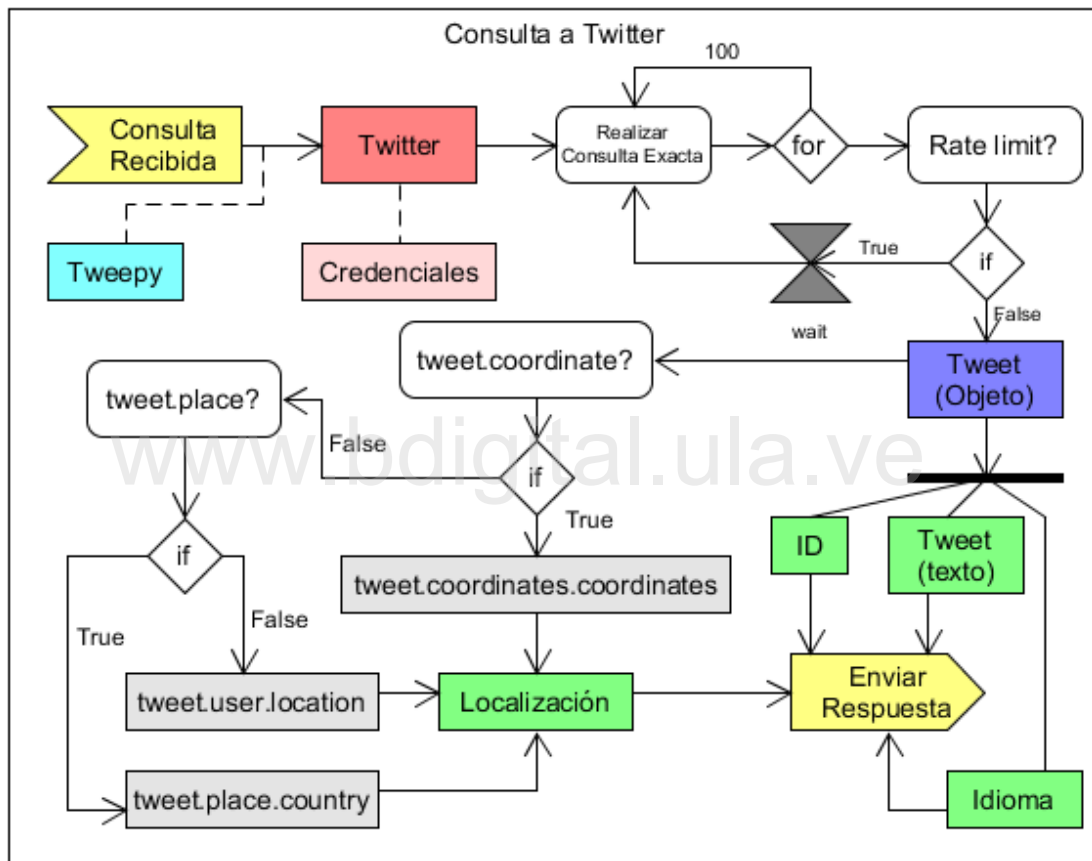 Consulta a Twitter
100
Consulta
Recibida
Twitter
Realizar
Consulta Exacta
for
Rate limit?
Tweepy
Credenciales
True
if
wait
False
tweet.place?
tweet.coordinate?
Tweet
(Objeto)
www.bdigital.ula.ve
False
if
True
if
ID
Tweet
(texto)
tweet.coordinates.coordinates
True
False
tweet.user.location
Localización
Enviar
Respuesta
tweet.place.country
Idioma